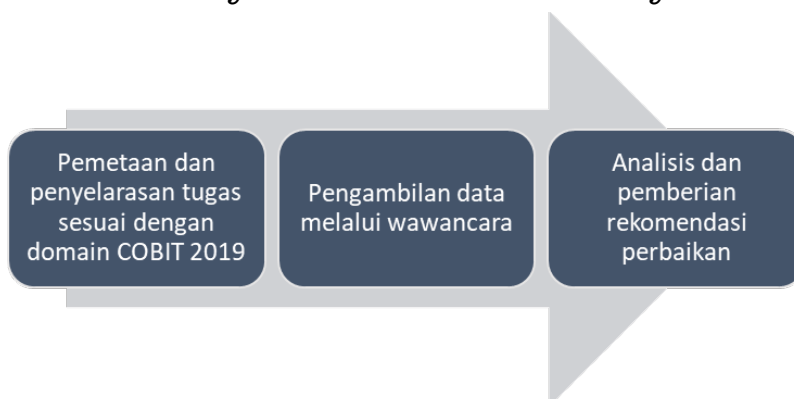 Pemetaan dan
penyelarasan tugas
sesuai dengan
domain COBIT 2019
Pengambilan data
melalui wawancara
Analisis dan
pemberian
rekomendasi
perbaikan